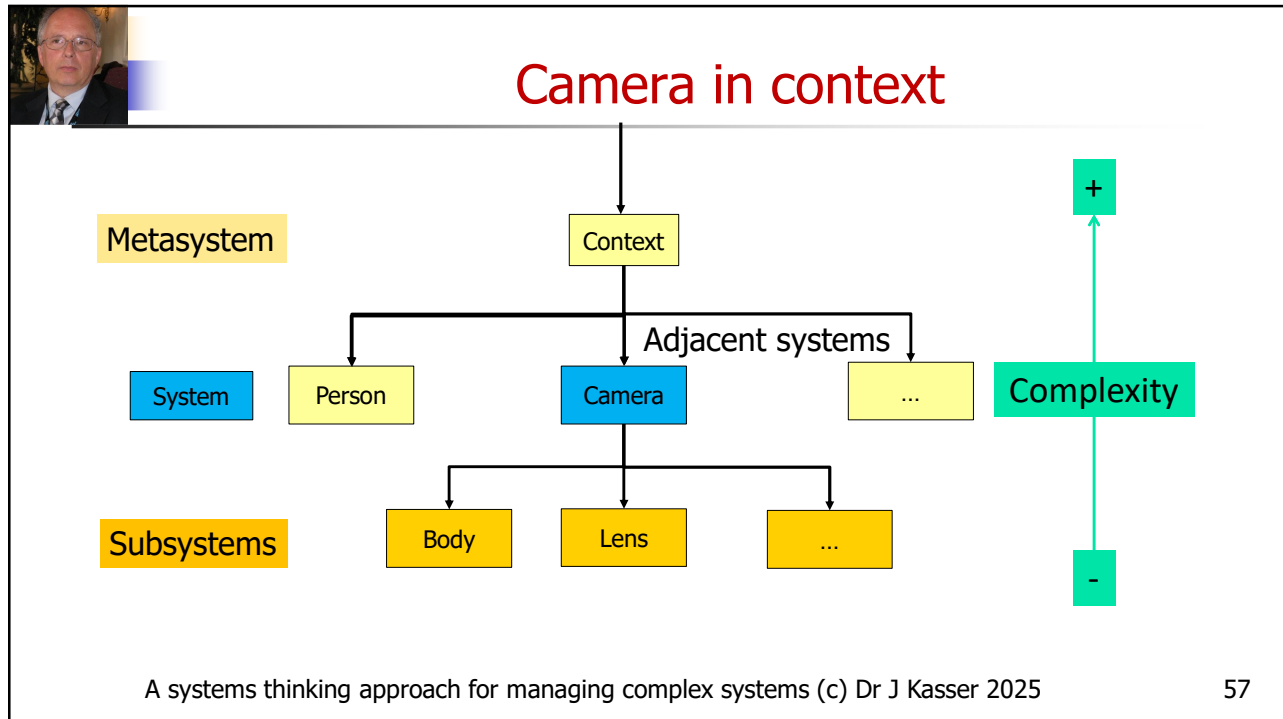 Camera in context
+
Metasystem
Context
Adjacent systems
System
Person
Camera
…
Complexity
Subsystems
Body
Lens
…
-
A systems thinking approach for managing complex systems (c) Dr J Kasser 2025
57